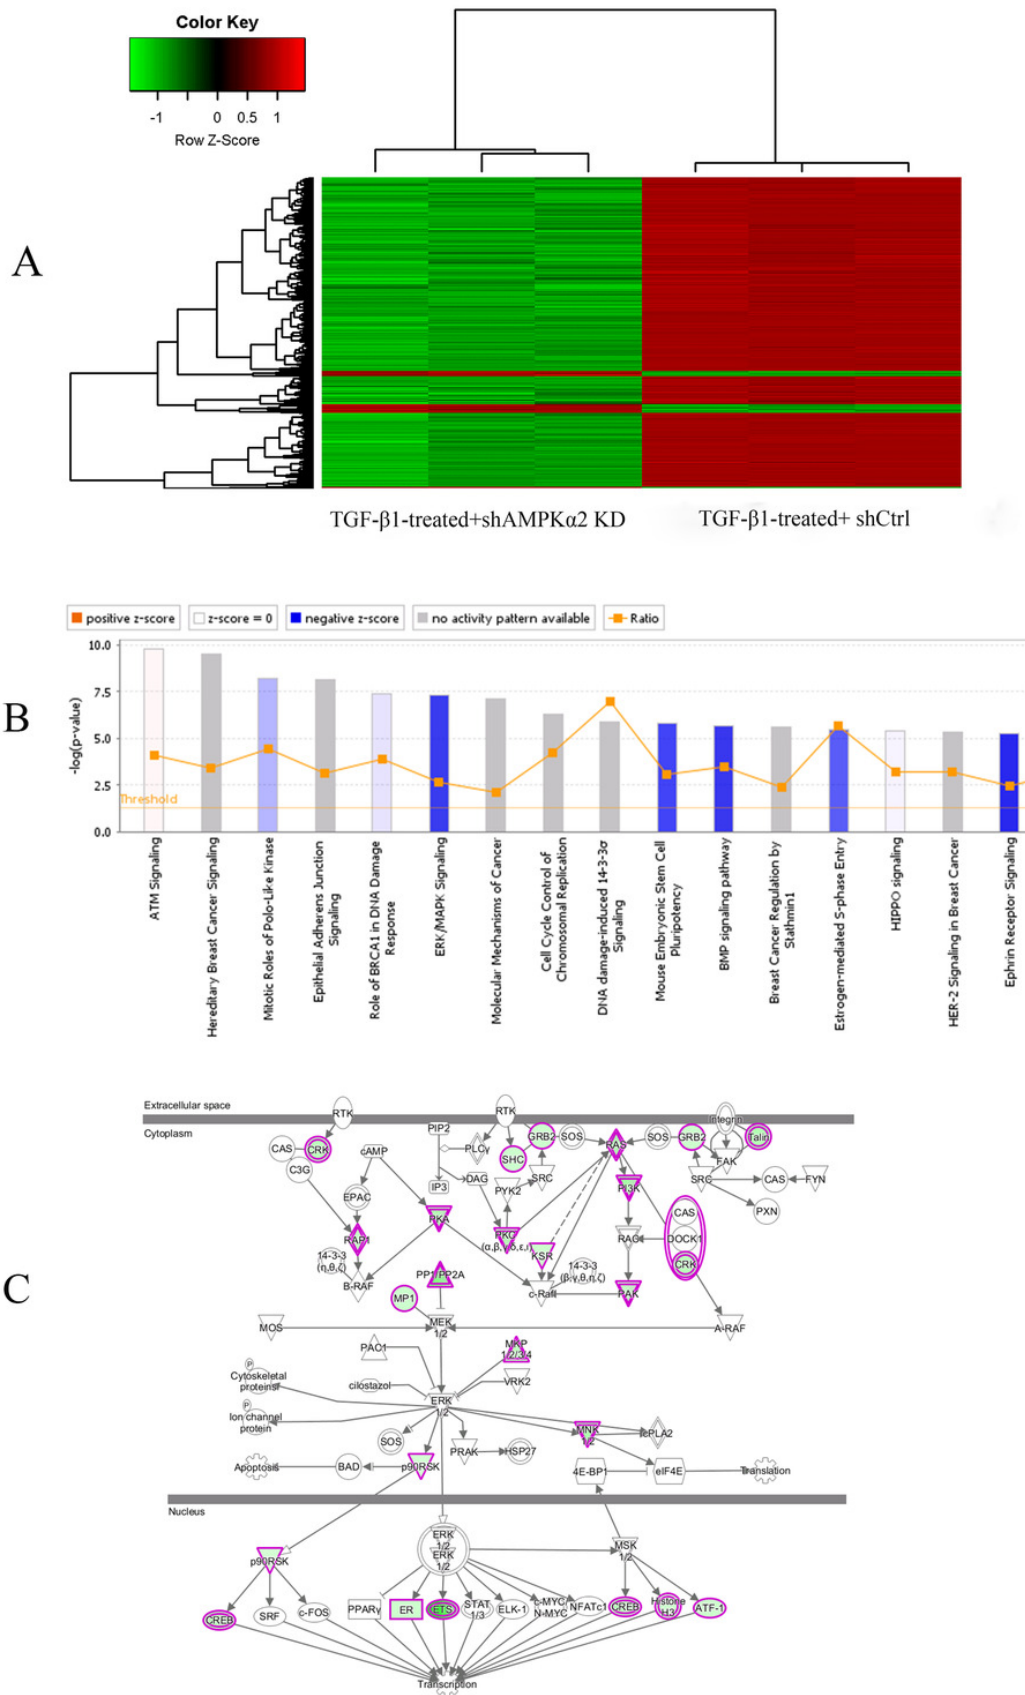 Color Key
-1 0 0.5 1
Row Z-Score
A
TGF-β1-treated+shAMPKα2 KD TGF-β1-treated+ shCtrl
positive z-score z-score = 0 negative z-score no activity pattern available Ratio
B
-log(p-value)
10.0
7.5
5.0
2.5
0.0
Threshold
ATM Signaling
Hereditary Breast Cancer Signaling
Mitotic Roles of Polo-Like Kinase
Epithelial Adherens Junction
Signaling
Role of BRCA1 in DNA Damage
Response
ERK/MAPK Signaling
Molecular Mechanisms of Cancer
Cell Cycle Control of
Chromosomal Replication
DNA damage-induced 14-3-3σ
Signaling
Mouse Embryonic Stem Cell
Pluripotency
BMP signaling pathway
Breast Cancer Regulation by
Stathmin1
Estrogen-mediated S-phase Entry
HIPPO signaling
HER-2 Signaling in Breast Cancer
Ephrin Receptor Signaling
C
Extracellular space
Cytoplasm
RTK RTK Integrin
PIP2 GRB2 SOS RAS SOS GRB2 Talin
CAS CRK cAMP PLCγ
C3G SHC FAK
EPAC IP3 DAG PYK2 SRC PI3K SRC CAS FYN
RAP1 PKA PKC
(α,β,γ,δ,ε,ι) RAC CAS
DOCK1
CRK PXN
14-3-3
(η,θ,ζ) KSR 14-3-3
(β,γ,θ,η,ζ)
B-RAF PP1/PP2A c-Raf PAK
MP1
MOS MEK
1/2 A-RAF
PAC1 MKP
1/2/3/4
Cytoskeletal
proteins P cilostazol VRK2
ERK
1/2
Ion channel
protein P
SOS PRAK HSP27 MNK
1/2 cPLA2
Apoptosis BAD p90RSK 4E-BP1 eIF4E Translation
Nucleus
p90RSK ERK
1/2
ERK
1/2 MSK
1/2
CREB SRF c-FOS PPARγ ER ETS STAT
1/3 ELK-1 c-MYC
N-MYC NFATc1 CREB Histone
H3 ATF-1
Transcription